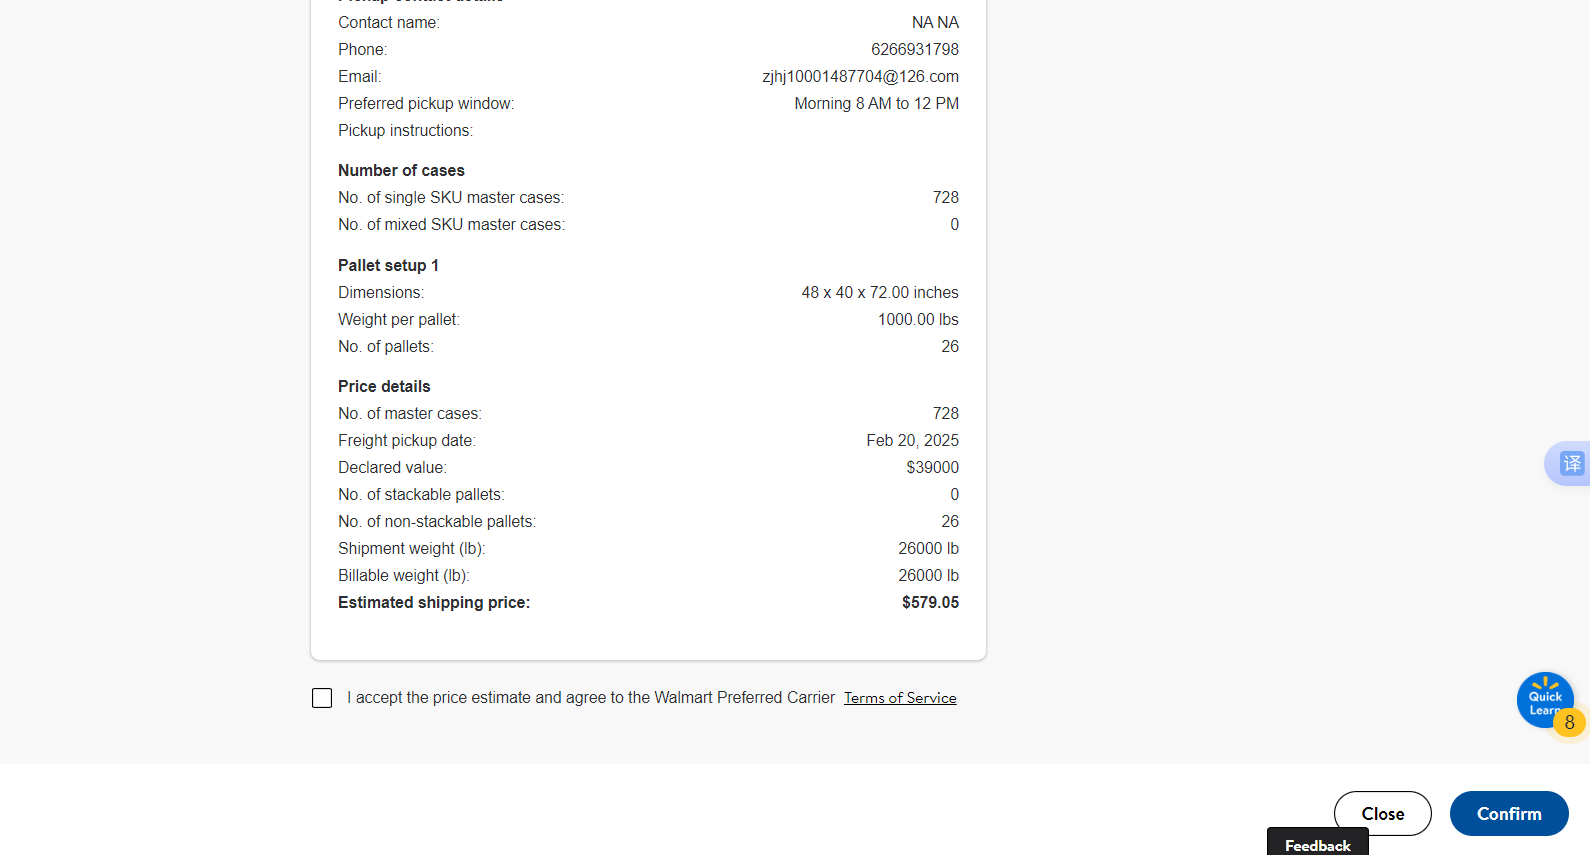 Pickup contact details
Contact name: NA NA
Phone: 6266931798
Email: zjhj10001487704@126.com
Preferred pickup window: Morning 8 AM to 12 PM
Pickup instructions:
Number of cases
No. of single SKU master cases: 728
No. of mixed SKU master cases: 0
Pallet setup 1
Dimensions: 48 x 40 x 72.00 inches
Weight per pallet: 1000.00 lbs
No. of pallets: 26
Price details
No. of master cases: 728
Freight pickup date: Feb 20, 2025
Declared value: $39000
No. of stackable pallets: 0
No. of non-stackable pallets: 26
Shipment weight (lb): 26000 lb
Billable weight (lb): 26000 lb
Estimated shipping price: $579.05
I accept the price estimate and agree to the Walmart Preferred Carrier Terms of Service
译
Quick
Learn
8
Close
Confirm
Feedback